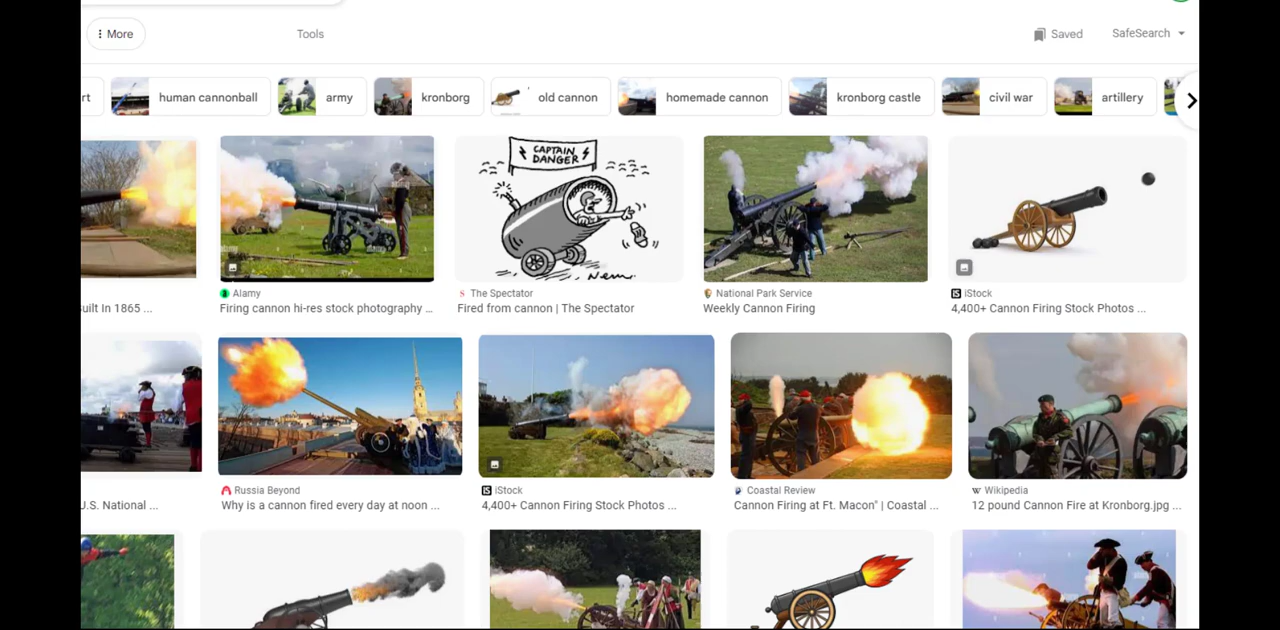 More
Tools
Saved
SafeSearch
rt
human cannonball
army
kronborg
old cannon
homemade cannon
kronborg castle
civil war
artillery
CAPTAIN
DANGER
Alamy
The Spectator
National Park Service
iStock
uilt In 1865 ...
Firing cannon hi-res stock photography ...
Fired from cannon | The Spectator
Weekly Cannon Firing
4,400+ Cannon Firing Stock Photos ...
Russia Beyond
iStock
Coastal Review
W Wikipedia
U.S. National ...
Why is a cannon fired every day at noon ...
4,400+ Cannon Firing Stock Photos ...
Cannon Firing at Ft. Macon" | Coastal ...
12 pound Cannon Fire at Kronborg.jpg ...